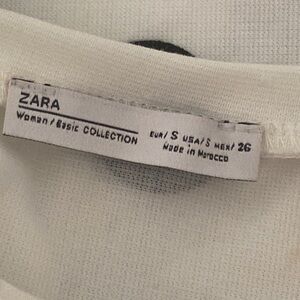 ZARA
Woman / Basic COLLECTION
EUR/ S USA/ S MEX/ 26
Made in Morocco